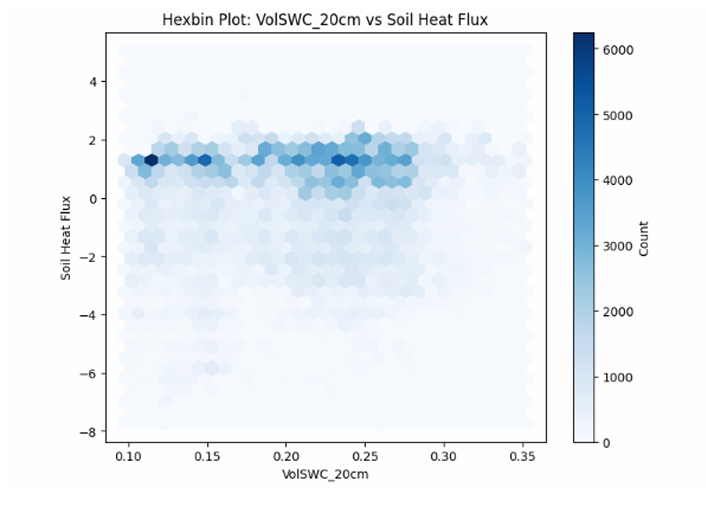 Hexbin Plot: VolSWC_20cm vs Soil Heat Flux
6000
5000
4000
3000
2000
1000
0
Count
4
2
0
−2
−4
−6
−8
Soil Heat Flux
0.10 0.15 0.20 0.25 0.30 0.35
VolSWC_20cm